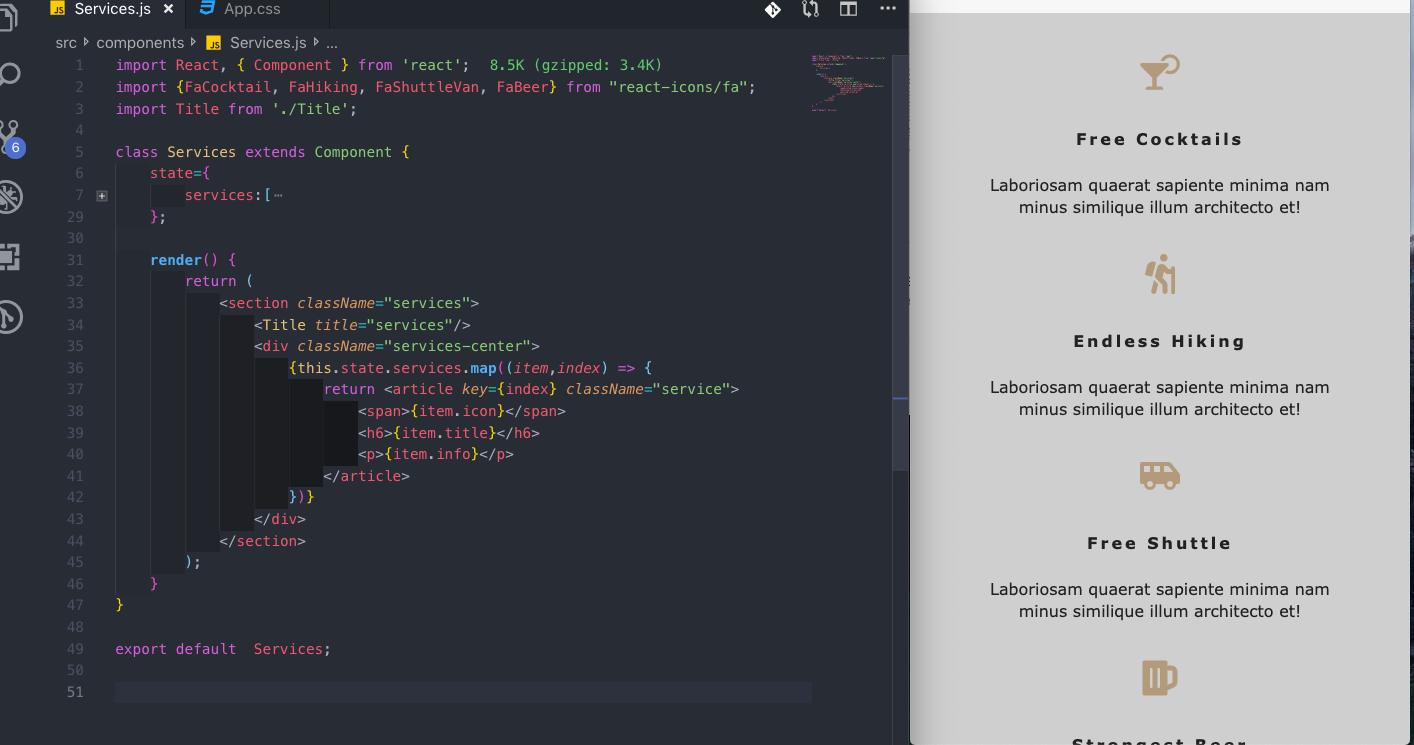 Services.js
App.css
src components Services.js ...
6
1 import React, { Component } from 'react'; 8.5K (gzipped: 3.4K)
2 import {FaCocktail, FaHiking, FaShuttleVan, FaBeer} from "react-icons/fa";
3 import Title from './Title';
4
5 class Services extends Component {
6 state={
7 services:[⋯
29 };
30
31 render() {
32 return (
33 <section className="services">
34 <Title title="services"/>
35 <div className="services-center">
36 {this.state.services.map((item,index) => {
37 return <article key={index} className="service">
38 <span>{item.icon}</span>
39 <h6>{item.title}</h6>
40 <p>{item.info}</p>
41 </article>
42 })}
43 </div>
44 </section>
45 );
46 }
47 }
48
49 export default  Services;
50
51
Free Cocktails
Laboriosam quaerat sapiente minima nam
minus similique illum architecto et!
Endless Hiking
Laboriosam quaerat sapiente minima nam
minus similique illum architecto et!
Free Shuttle
Laboriosam quaerat sapiente minima nam
minus similique illum architecto et!
Strongest Beer